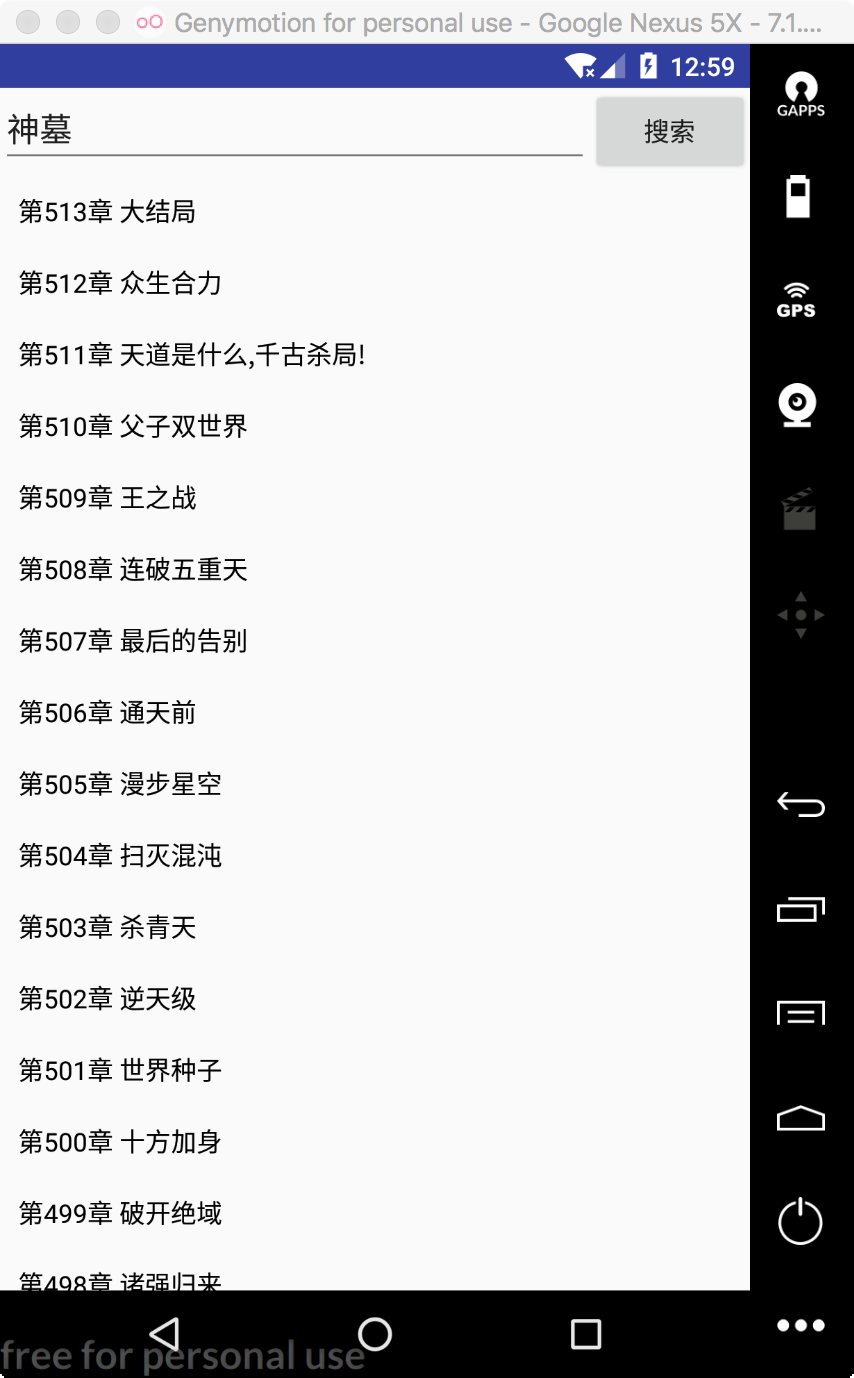 Genymotion for personal use - Google Nexus 5X - 7.1....
12:59
GAPPS
神墓
搜索
第513章 大结局
第512章 众生合力
GPS
第511章 天道是什么,千古杀局!
第510章 父子双世界
第509章 王之战
第508章 连破五重天
第507章 最后的告别
第506章 通天前
第505章 漫步星空
第504章 扫灭混沌
第503章 杀青天
第502章 逆天级
第501章 世界种子
第500章 十方加身
第499章 破开绝域
第498章 诸强归来
free for personal use